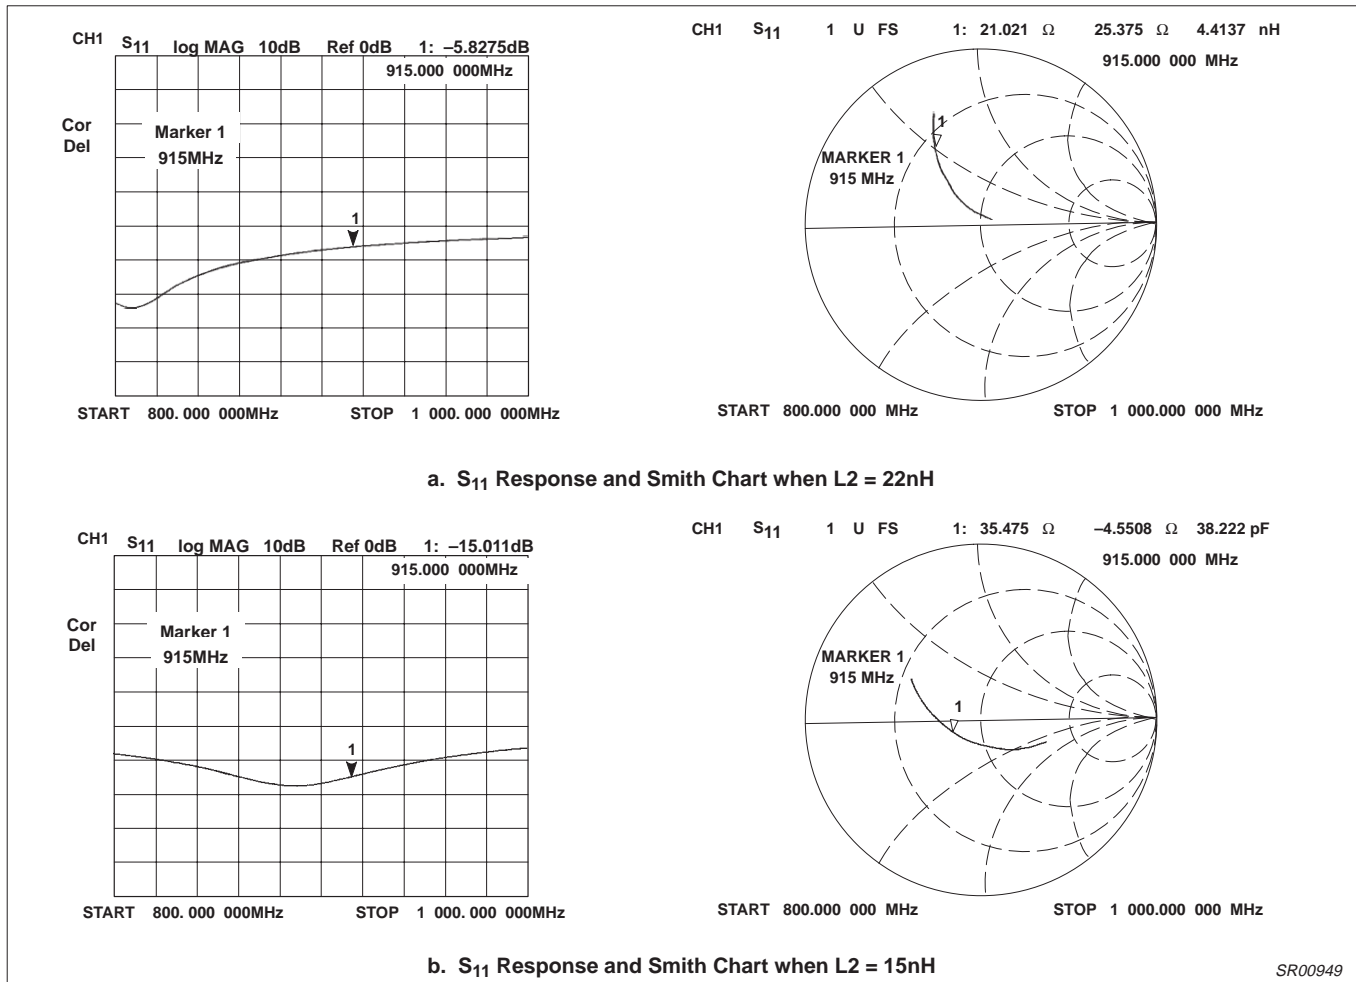 CH1 S11 log MAG 10dB Ref 0dB 1: –5.8275dB
915.000 000MHz
Cor
Del
Marker 1
915MHz
1
START 800. 000 000MHz STOP 1 000. 000 000MHz
CH1 S11 1 U FS 1: 21.021 Ω 25.375 Ω 4.4137 nH
915.000 000 MHz
1
MARKER 1
915 MHz
START 800.000 000 MHz STOP 1 000.000 000 MHz
a. S11 Response and Smith Chart when L2 = 22nH
CH1 S11 log MAG 10dB Ref 0dB 1: –15.011dB
915.000 000MHz
Cor
Del
Marker 1
915MHz
1
START 800. 000 000MHz STOP 1 000. 000 000MHz
CH1 S11 1 U FS 1: 35.475 Ω –4.5508 Ω 38.222 pF
915.000 000 MHz
MARKER 1
915 MHz
1
START 800.000 000 MHz STOP 1 000.000 000 MHz
b. S11 Response and Smith Chart when L2 = 15nH
SR00949